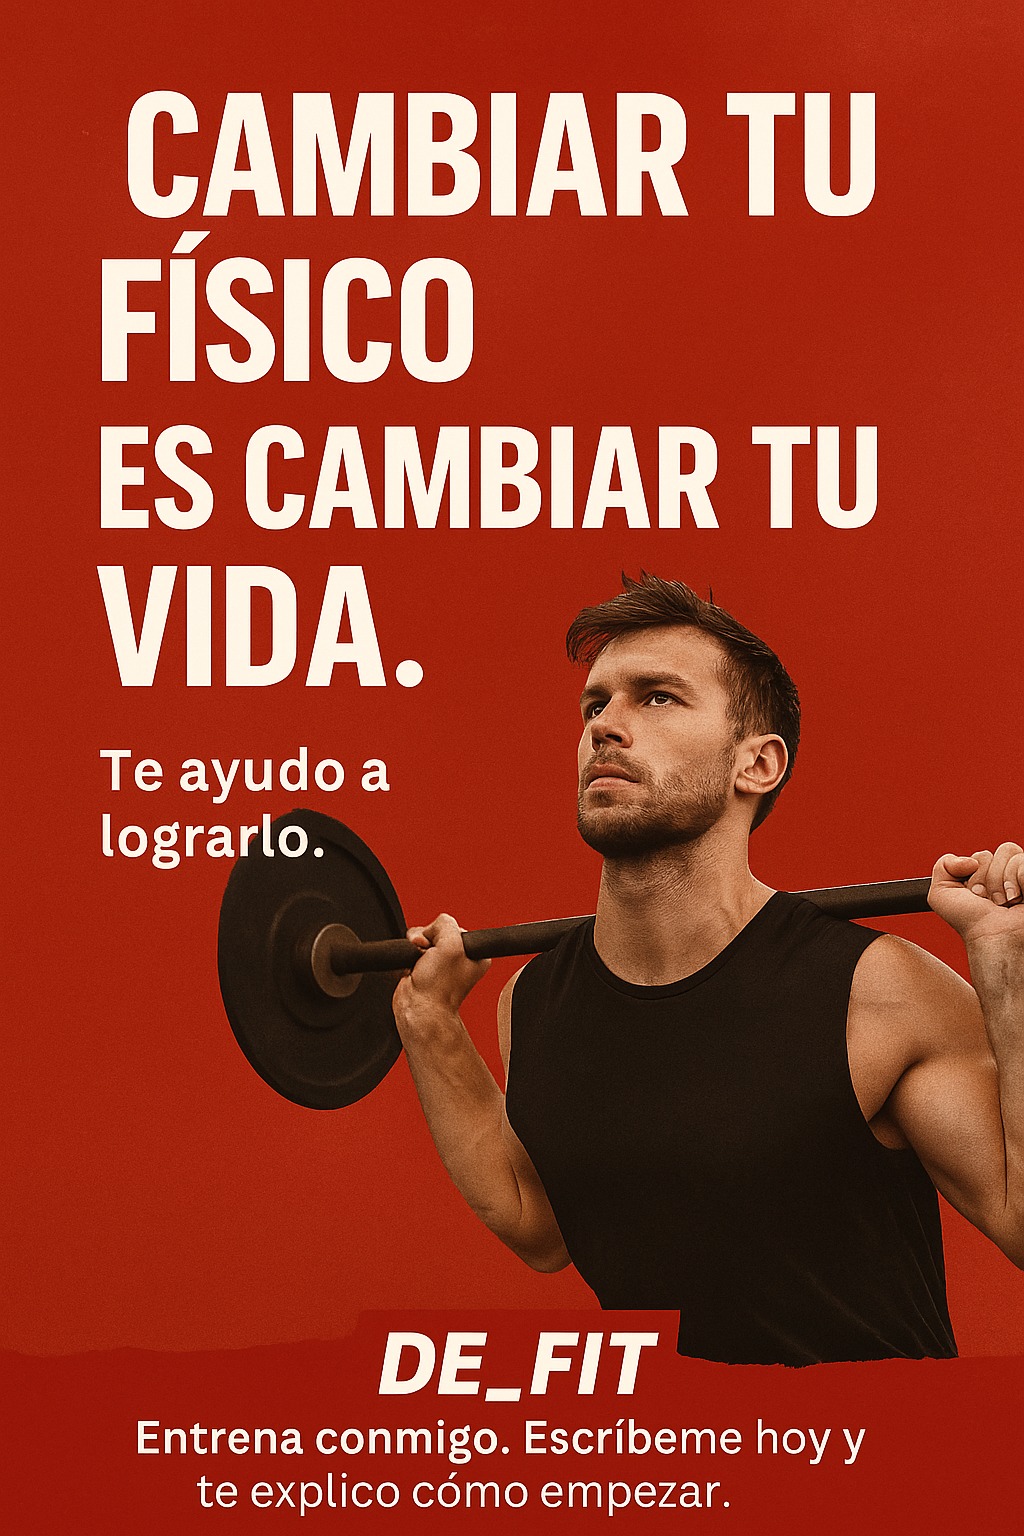 CAMBIAR TU
FÍSICO
ES CAMBIAR TU
VIDA.
Te ayudo a
lograrlo.
DE_FIT
Entrena conmigo. Escríbeme hoy y
te explico cómo empezar.